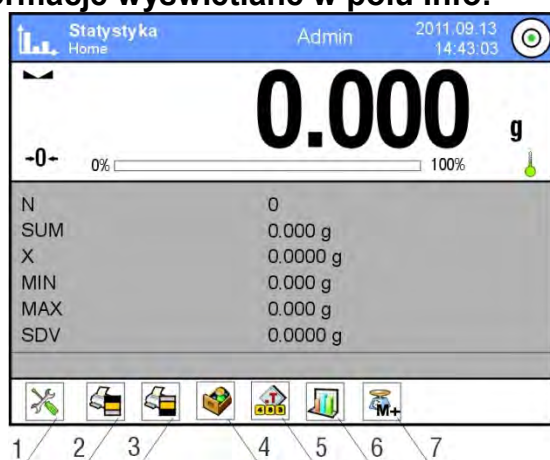 rmacje wyświetlane w polu info:
Statystyka Admin 2011.09.13
Home 14:43:03
0.000 g
→0← 0% 100%
N 0
SUM 0.000 g
X 0.0000 g
MIN 0.000 g
MAX 0.000 g
SDV 0.0000 g
T M+
1 2 3 4 5 6 7